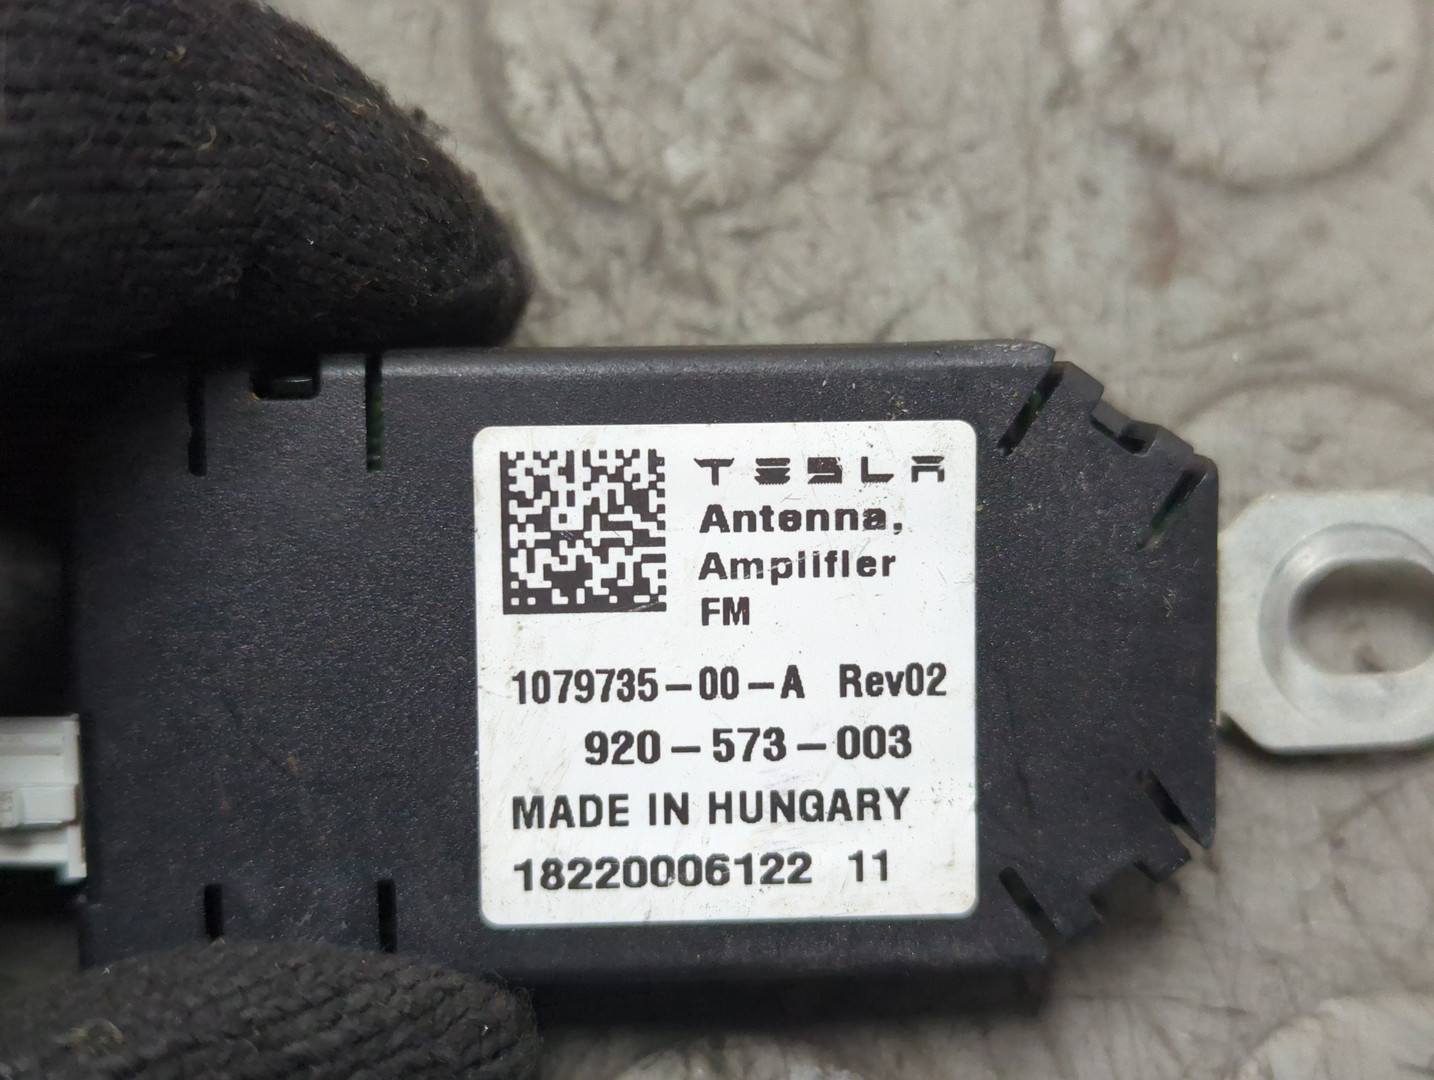 TESLA
Antenna,
Amplifier
FM
1079735-00-A Rev02
920-573-003
MADE IN HUNGARY
18220006122 11